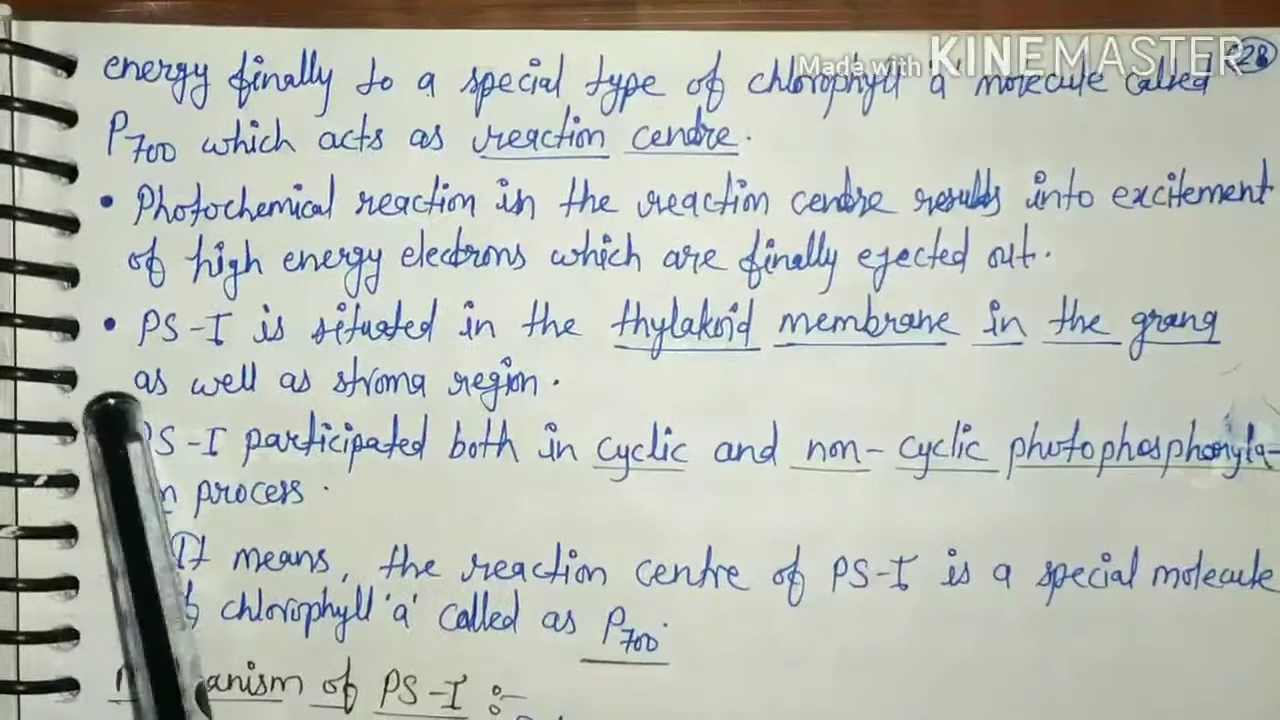 Made with KINEMASTER
28
energy finally to a special type of chlorophyll 'a' molecule called
P700 which acts as reaction centre.
• Photochemical reaction in the reaction centre results into excitement
of high energy electrons which are finally ejected out.
• PS-I is situated in the thylakoid membrane in the grana
as well as stroma region.
PS-I participated both in cyclic and non-cyclic photophosphoryla-
n process.
It means, the reaction centre of PS-I is a special molecule
chlorophyll 'a' called as P700.
anism of PS-I :-